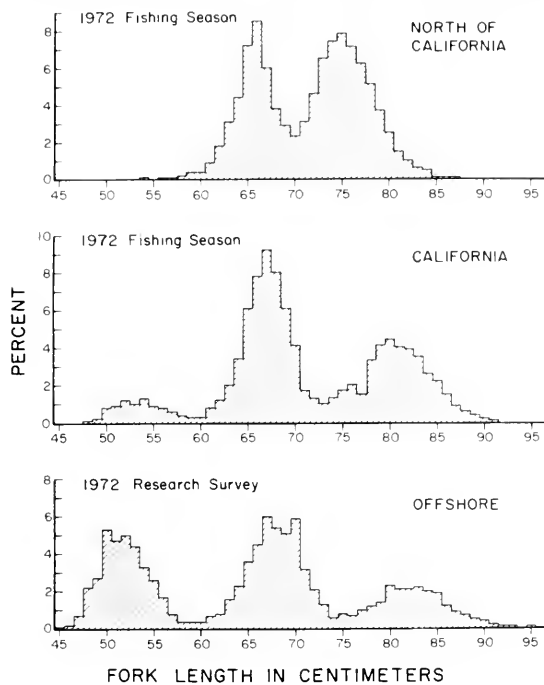 1972 Fishing Season
NORTH OF
CALIFORNIA
8
6
4
2
0
45 50 55 60 65 70 75 80 85 90 95
1972 Fishing Season
CALIFORNIA
10
8
6
4
2
0
45 50 55 60 65 70 75 80 85 90 95
PERCENT
1972 Research Survey
OFFSHORE
8
6
4
2
0
45 50 55 60 65 70 75 80 85 90 95
FORK LENGTH IN CENTIMETERS